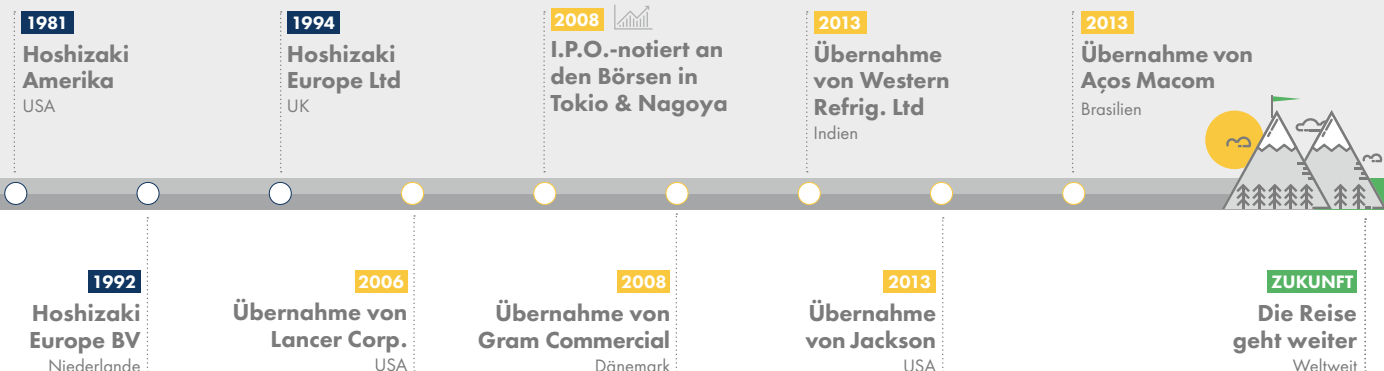 1981
Hoshizaki
Amerika
USA
1994
Hoshizaki
Europe Ltd
UK
2008
I.P.O.-notiert an
den Börsen in
Tokio & Nagoya
2013
Übernahme
von Western
Refrig. Ltd
Indien
2013
Übernahme von
Aços Macom
Brasilien
1992
Hoshizaki
Europe BV
Niederlande
2006
Übernahme von
Lancer Corp.
USA
2008
Übernahme von
Gram Commercial
Dänemark
2013
Übernahme
von Jackson
USA
ZUKUNFT
Die Reise
geht weiter
Weltweit